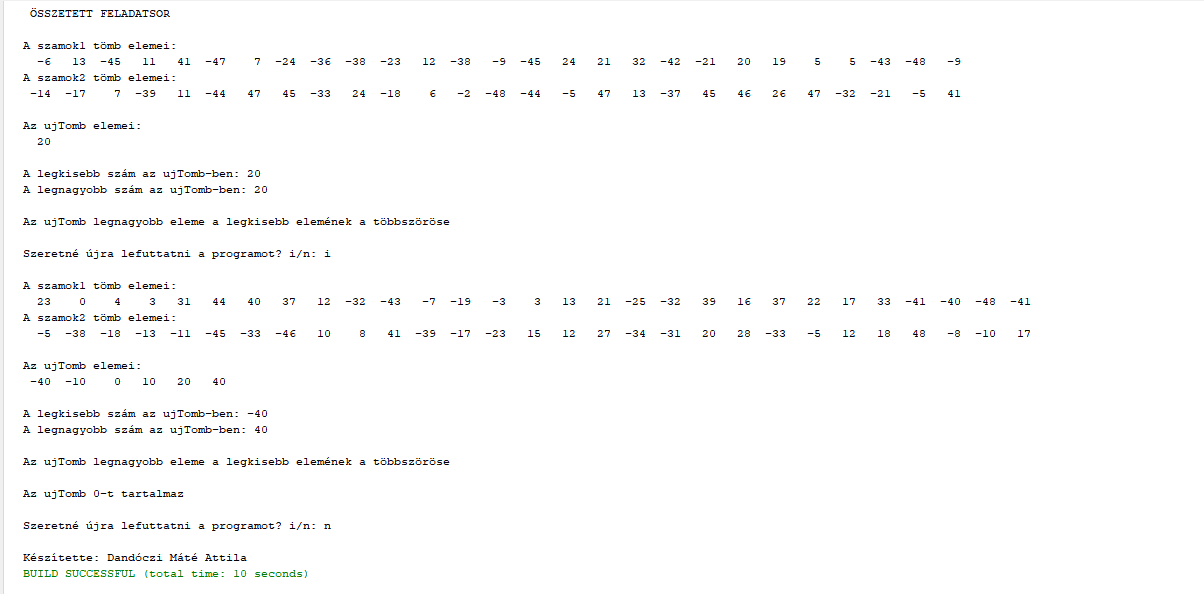 ÖSSZETETT FELADATSOR
A szamok1 tömb elemei:
-6 13 -45 11 41 -47 7 -24 -36 -38 -23 12 -38 -9 -45 24 21 32 -42 -21 20 19 5 5 -43 -48 -9
A szamok2 tömb elemei:
-14 -17 7 -39 11 -44 47 45 -33 24 -18 6 -2 -48 -44 -5 47 13 -37 45 46 26 47 -32 -21 -5 41
Az ujTomb elemei:
20
A legkisebb szám az ujTomb-ben: 20
A legnagyobb szám az ujTomb-ben: 20
Az ujTomb legnagyobb eleme a legkisebb elemének a többszöröse
Szeretné újra lefuttatni a programot? i/n: i
A szamok1 tömb elemei:
23 0 4 3 31 44 40 37 12 -32 -43 -7 -19 -3 3 13 21 -25 -32 39 16 37 22 17 33 -41 -40 -48 -41
A szamok2 tömb elemei:
-5 -38 -18 -13 -11 -45 -33 -46 10 8 41 -39 -17 -23 15 12 27 -34 -31 20 28 -33 -5 12 18 48 -8 -10 17
Az ujTomb elemei:
-40 -10 0 10 20 40
A legkisebb szám az ujTomb-ben: -40
A legnagyobb szám az ujTomb-ben: 40
Az ujTomb legnagyobb eleme a legkisebb elemének a többszöröse
Az ujTomb 0-t tartalmaz
Szeretné újra lefuttatni a programot? i/n: n
Készítette: Dandóczi Máté Attila
BUILD SUCCESSFUL (total time: 10 seconds)